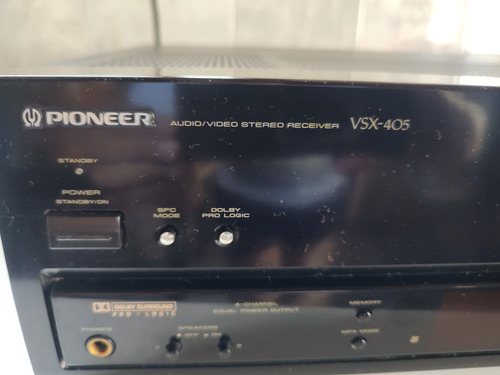 PIONEER AUDIO/VIDEO STEREO RECEIVER VSX-405
STANDBY
POWER
STANDBY/ON
SFC
MODE
DOLBY
PRO LOGIC
DOLBY SURROUND
PRO • LOGIC
4-CHANNEL
EQUAL POWER OUTPUT
MEMORY
PHONES
SPEAKERS
MPX MODE